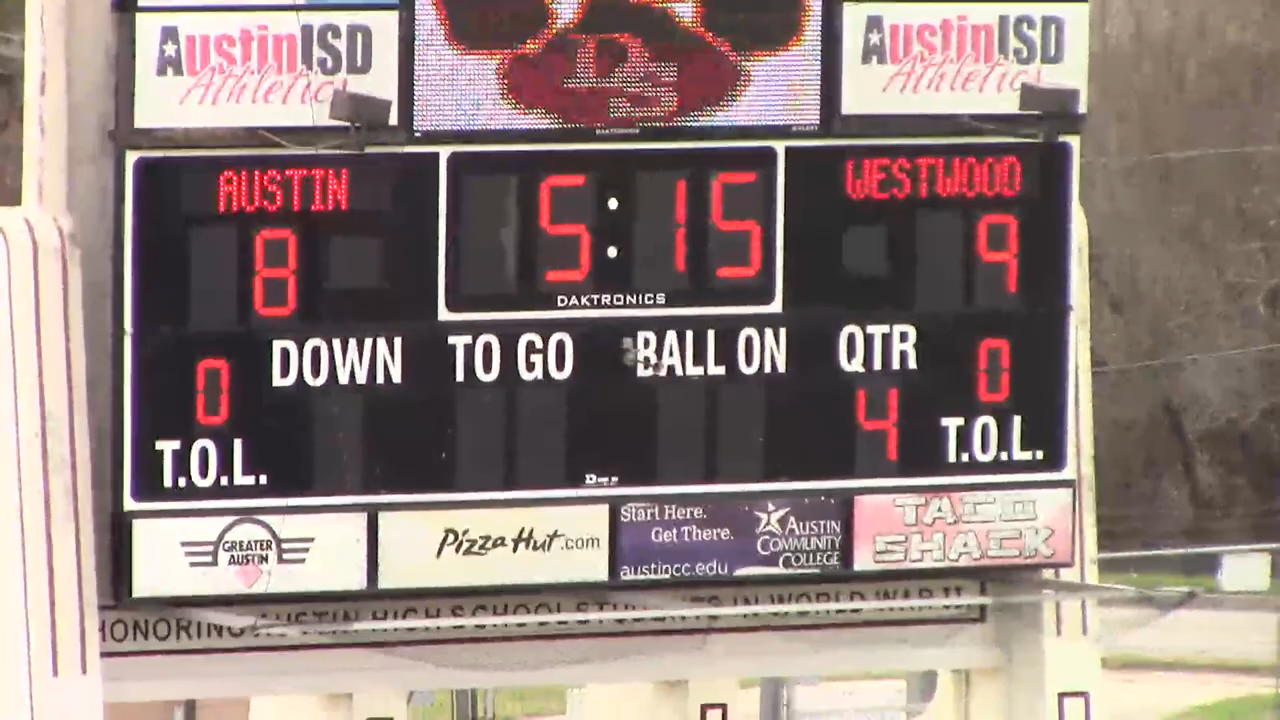 AustinISD
Athletics
AustinISD
Athletics
DAKTRONICS
AUSTIN
5:15
WESTWOOD
8
9
DAKTRONICS
DOWN TO GO BALL ON QTR
0
0
4
T.O.L.
T.O.L.
GREATER
AUSTIN
PizzaHut.com
Start Here.
Get There.
austincc.edu
AUSTIN
COMMUNITY
COLLEGE
TACO
SHACK
HONORING AUSTIN HIGH SCHOOL STUDENTS IN WORLD WAR II